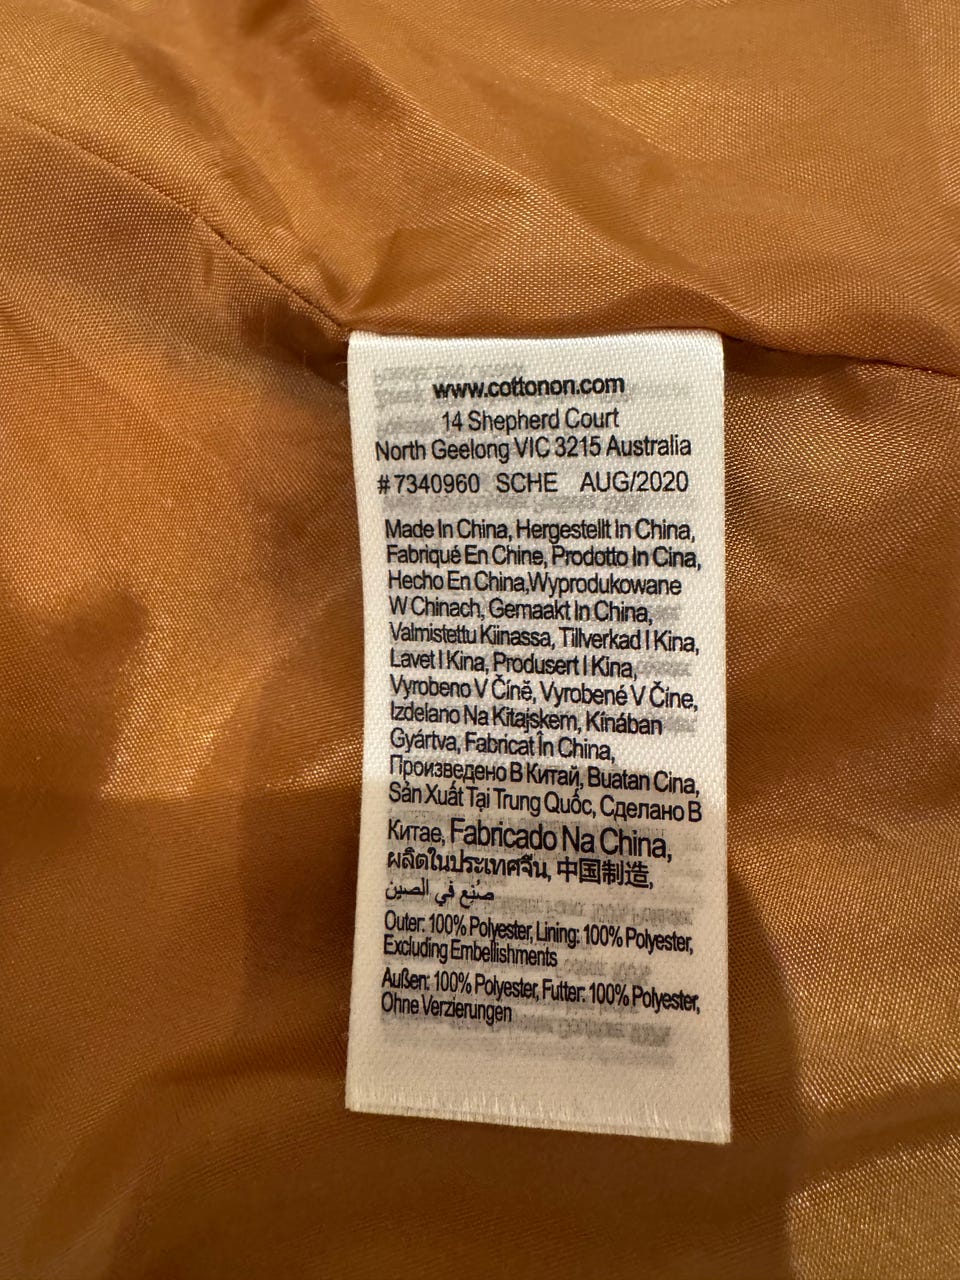 www.cottonon.com
14 Shepherd Court
North Geelong VIC 3215 Australia
#7340960 SCHE AUG/2020
Made In China, Hergestellt In China,
Fabriqué En Chine, Prodotto In Cina,
Hecho En China,Wyprodukowane
W Chinach, Gemaakt In China,
Valmistettu Kiinassa, Tillverkad I Kina,
Lavet I Kina, Produsert I Kina,
Vyrobeno V Číně, Vyrobené V Číne,
Izdelano Na Kitajskem, Kínában
Gyártva, Fabricat În China,
Произведено В Китай, Buatan Cina,
Sản Xuất Tại Trung Quốc, Сделано В
Китае, Fabricado Na China,
ผลิตในประเทศจีน, 中国制造,
صُنِع في الصين
Outer: 100% Polyester, Lining: 100% Polyester,
Excluding Embellishments
Außen: 100% Polyester, Futter: 100% Polyester,
Ohne Verzierungen